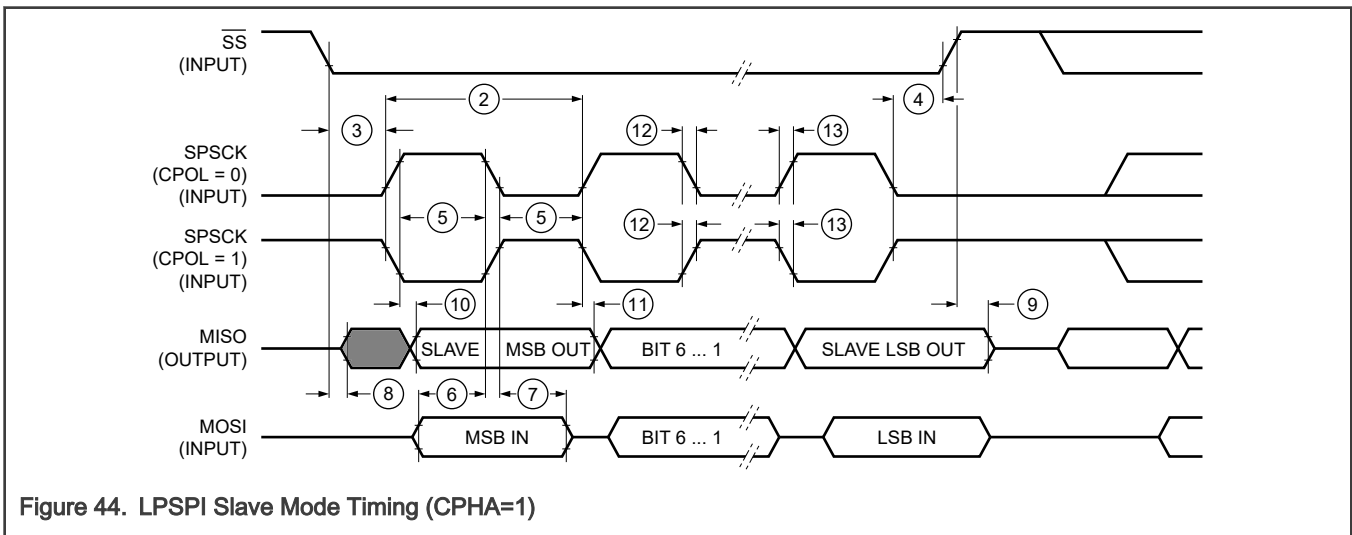 SS
(INPUT)
2
4
3
12
13
SPSCK
(CPOL = 0)
(INPUT)
5
5
12
13
SPSCK
(CPOL = 1)
(INPUT)
10
11
9
MISO
(OUTPUT)
SLAVE
MSB OUT
BIT 6 ... 1
SLAVE LSB OUT
8
6
7
MOSI
(INPUT)
MSB IN
BIT 6 ... 1
LSB IN
Figure 44. LPSPI Slave Mode Timing (CPHA=1)